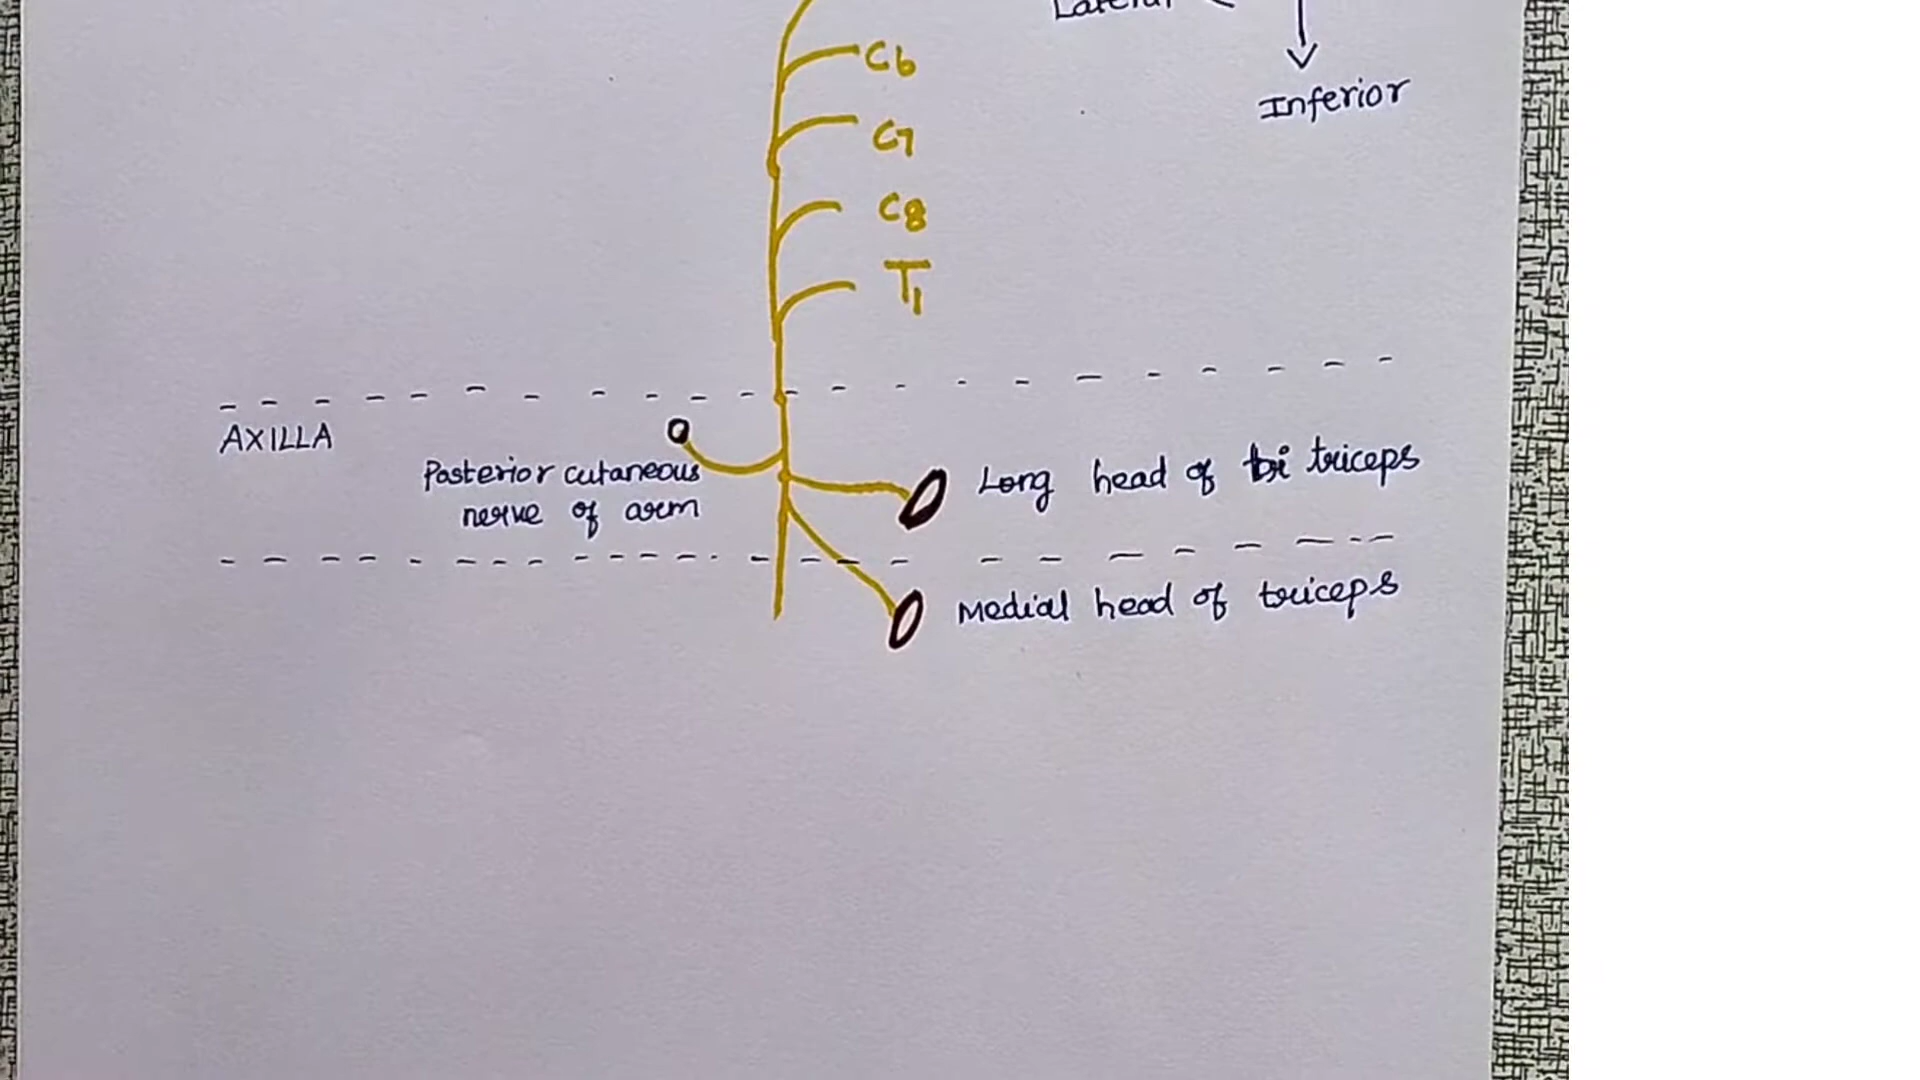 Lateral
C6
Inferior
C7
C8
T1
AXILLA
Posterior cutaneous
nerve of arm
Long head of tri triceps
Medial head of triceps